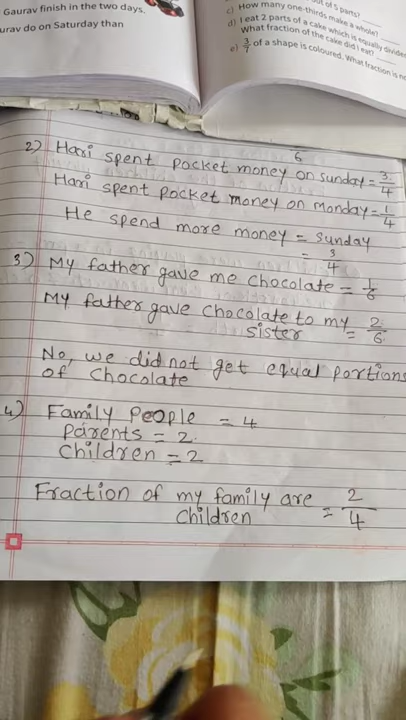 Gaurav finish in the two days.
urav do on Saturday than
out of 5 parts?
c) How many one-thirds make a whole?
d) I eat 2 parts of a cake which is equally divided
What fraction of the cake did I eat?
e) 3/7 of a shape is coloured. What fraction is no
6
2) Hari spent pocket money on sunday = 3/4
Hari spent pocket money on Monday = 1/4
He spend more money = sunday
= 3/4
3) My father gave me chocolate = 1/6
My father gave chocolate to my sister = 2/6
No, we did not get equal portions
of chocolate
4) Family People = 4
Parents = 2
Children = 2
Fraction of my family are children = 2/4